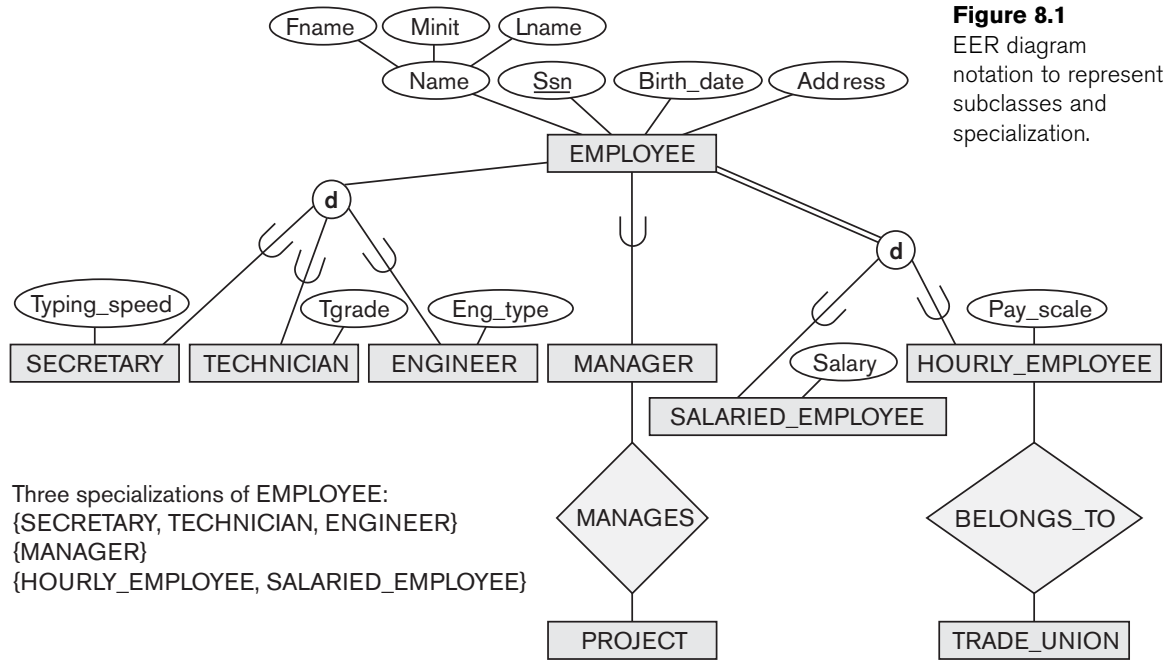 Figure 8.1
EER diagram
notation to represent
subclasses and
specialization.
Fname Minit Lname
Name Ssn Birth_date Address
EMPLOYEE
d
d
Typing_speed Tgrade Eng_type Pay_scale
SECRETARY TECHNICIAN ENGINEER MANAGER Salary HOURLY_EMPLOYEE
SALARIED_EMPLOYEE
Three specializations of EMPLOYEE:
{SECRETARY, TECHNICIAN, ENGINEER}
{MANAGER}
{HOURLY_EMPLOYEE, SALARIED_EMPLOYEE}
MANAGES BELONGS_TO
PROJECT TRADE_UNION